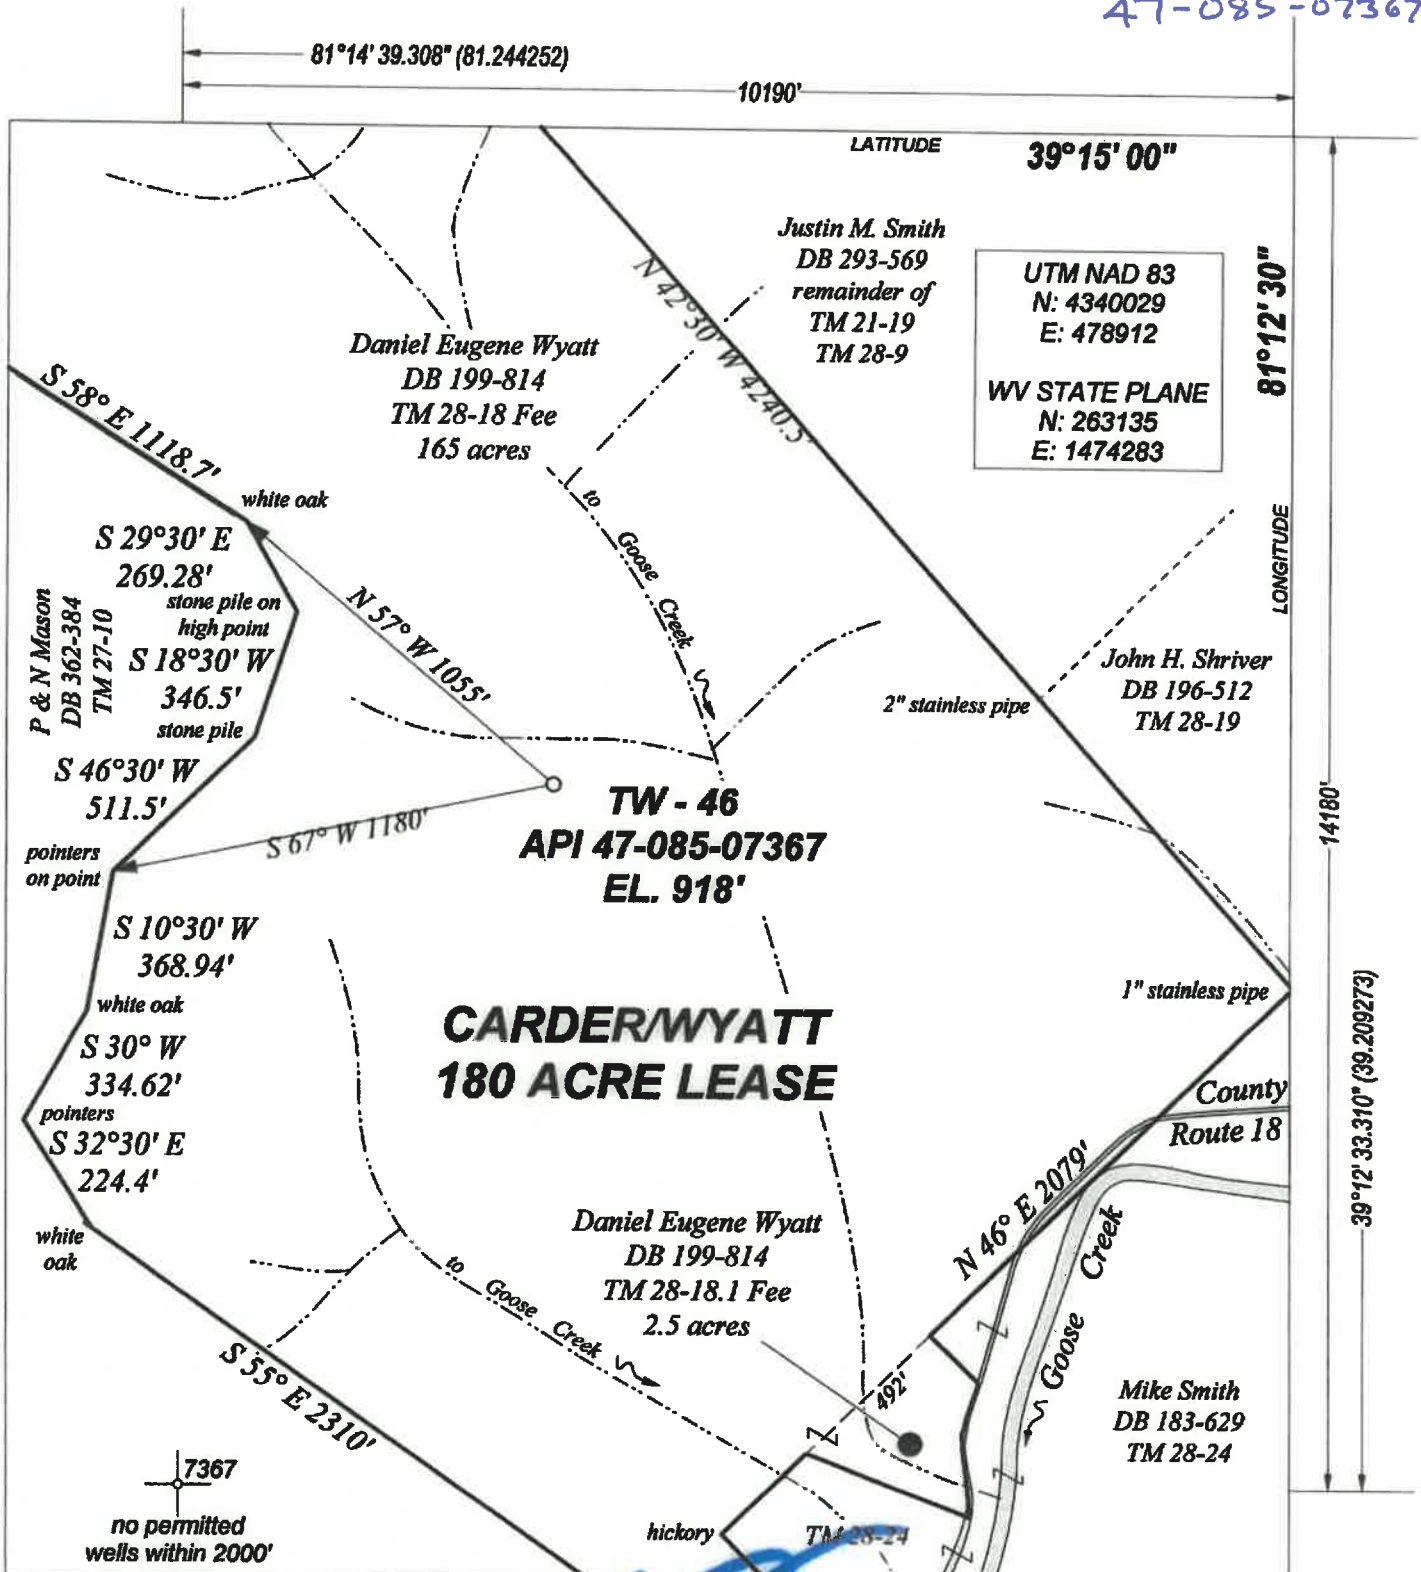 47-085-07367
81°14' 39.308" (81.244252)
10190'
LATITUDE
39°15' 00"
Justin M. Smith
DB 293-569
remainder of
TM 21-19
TM 28-9
UTM NAD 83
N: 4340029
E: 478912
WV STATE PLANE
N: 263135
E: 1474283
81°12' 30"
LONGITUDE
N 42°30' W 4240.5'
Daniel Eugene Wyatt
DB 199-814
TM 28-18 Fee
165 acres
S 58° E 1118.7'
white oak
S 29°30' E
269.28'
stone pile on
high point
P & N Mason
DB 362-384
TM 27-10
S 18°30' W
346.5'
stone pile
S 46°30' W
511.5'
N 57° W 1055'
to Goose Creek
2" stainless pipe
John H. Shriver
DB 196-512
TM 28-19
S 67° W 1180'
TW - 46
API 47-085-07367
EL. 918'
14180'
pointers
on point
S 10°30' W
368.94'
white oak
S 30° W
334.62'
pointers
S 32°30' E
224.4'
white
oak
CARDER/WYATT
180 ACRE LEASE
1" stainless pipe
39°12' 33.310" (39.209273)
County
Route 18
N 46° E 2079'
Goose Creek
Daniel Eugene Wyatt
DB 199-814
TM 28-18.1 Fee
2.5 acres
to Goose Creek
492'
S 55° E 2310'
Mike Smith
DB 183-629
TM 28-24
7367
no permitted
wells within 2000'
hickory
TM 28-24